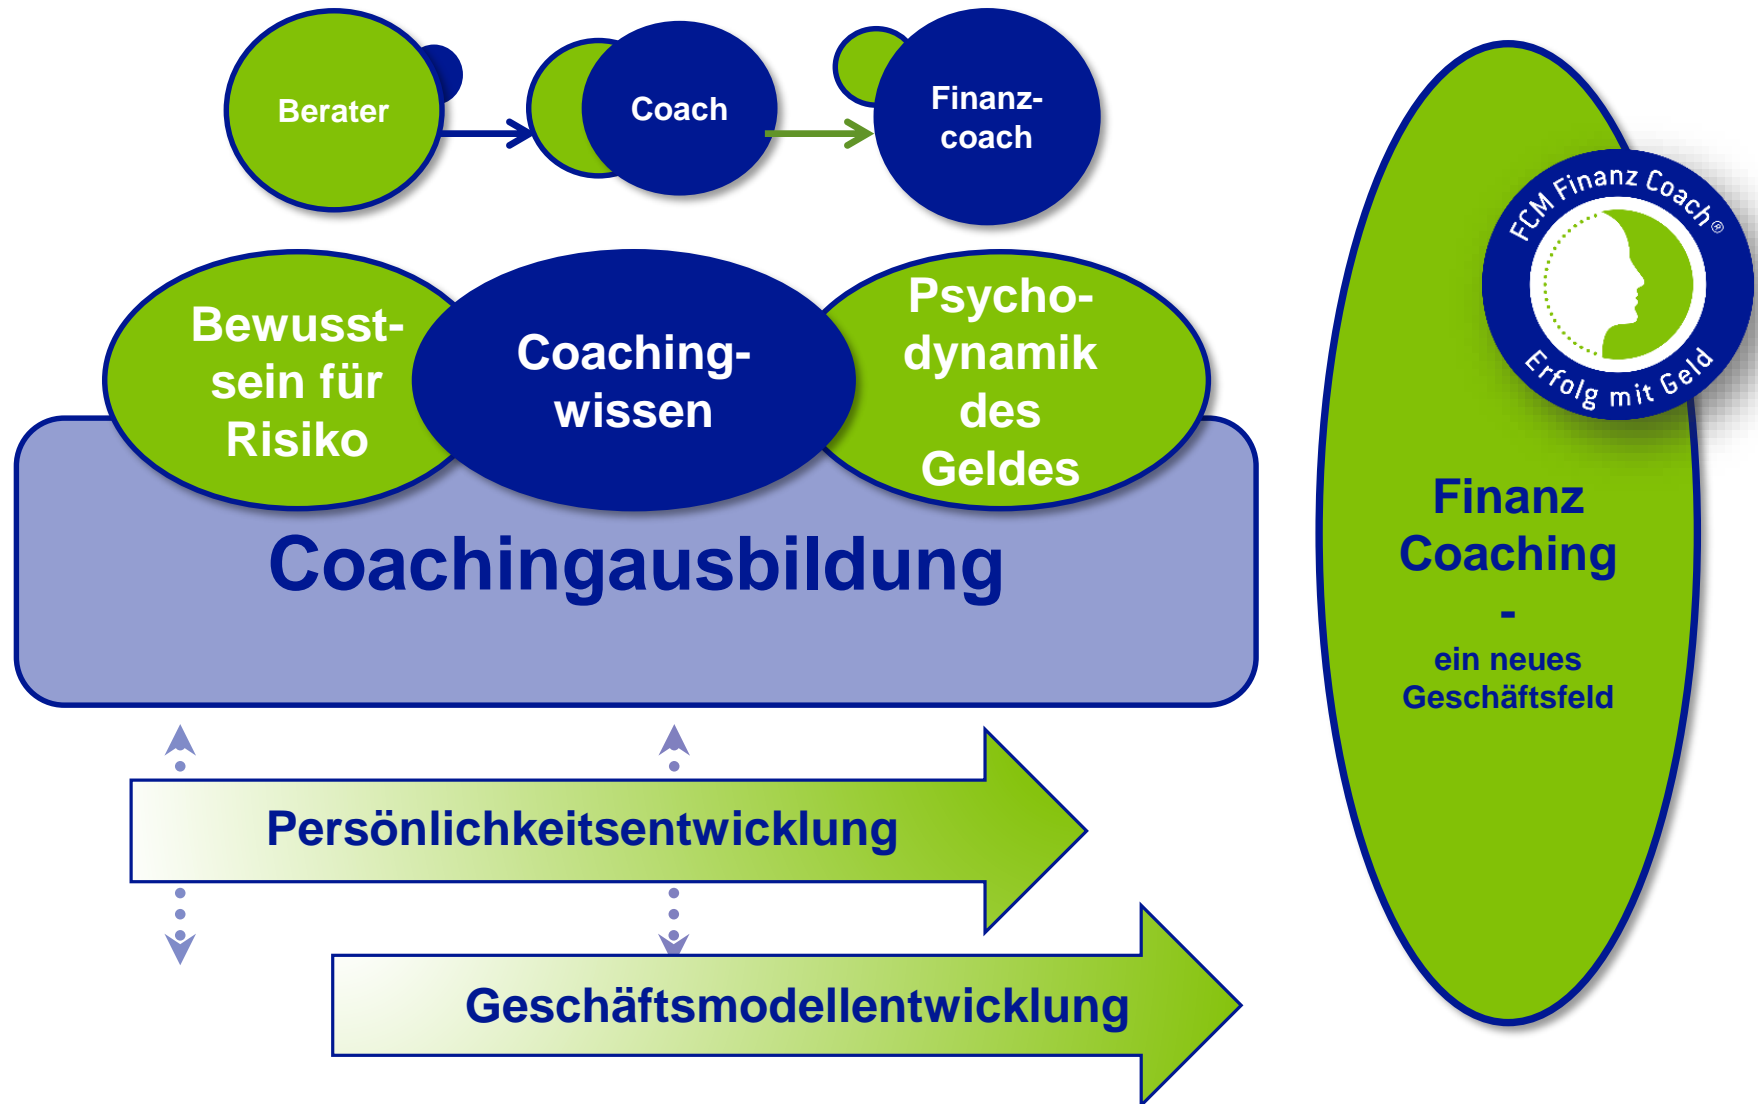 Berater
Coach
Finanz-
coach
Bewusst-
sein für
Risiko
Coaching-
wissen
Psycho-
dynamik
des
Geldes
Coachingausbildung
Persönlichkeitsentwicklung
Geschäftsmodellentwicklung
FCM Finanz Coach®
Erfolg mit Geld
Finanz
Coaching
-
ein neues
Geschäftsfeld